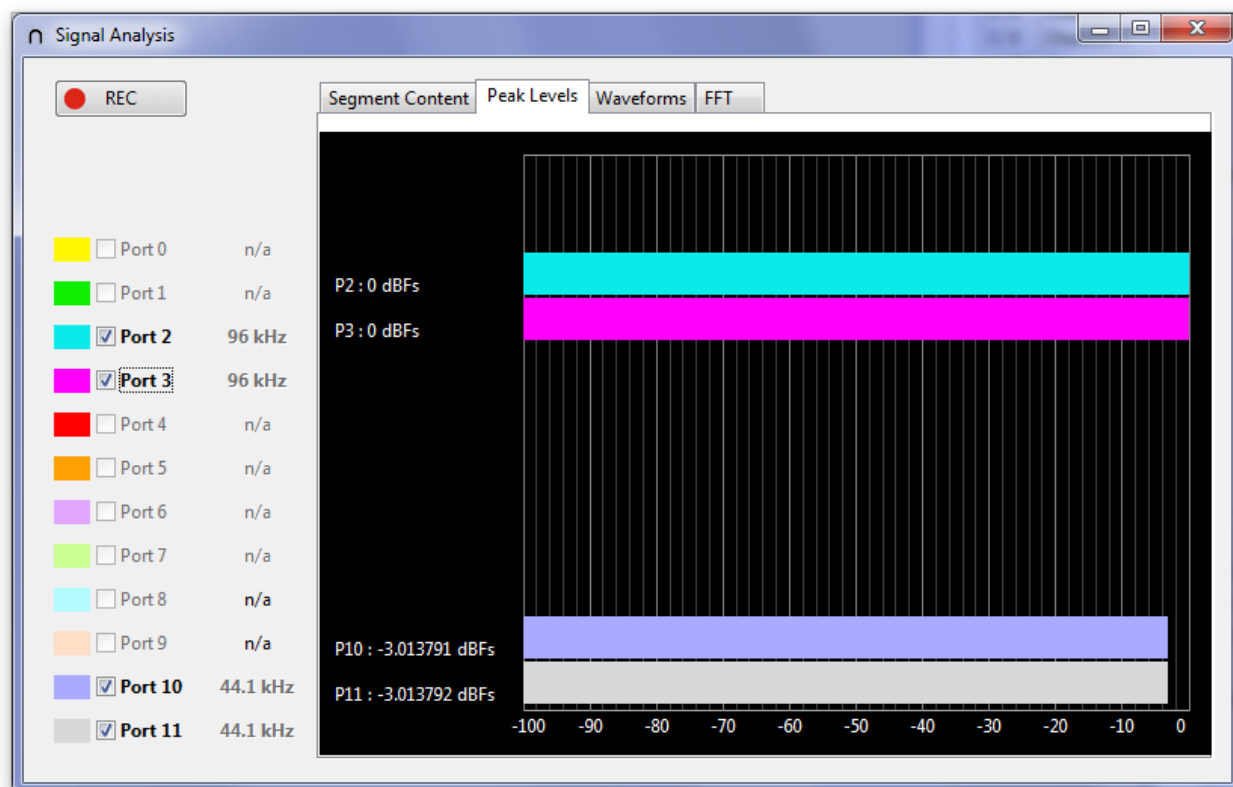 Signal Analysis
REC
Segment Content Peak Levels Waveforms FFT
Port 0 n/a
Port 1 n/a
Port 2 96 kHz
Port 3 96 kHz
Port 4 n/a
Port 5 n/a
Port 6 n/a
Port 7 n/a
Port 8 n/a
Port 9 n/a
Port 10 44.1 kHz
Port 11 44.1 kHz
P2 : 0 dBFs
P3 : 0 dBFs
P10 : -3.013791 dBFs
P11 : -3.013792 dBFs
-100 -90 -80 -70 -60 -50 -40 -30 -20 -10 0